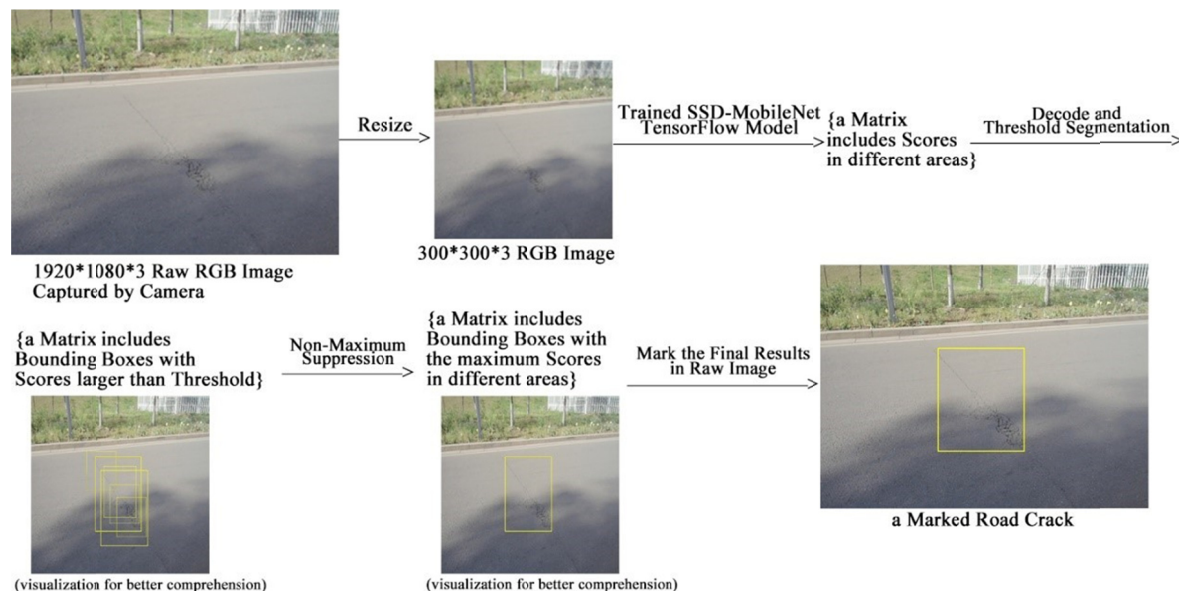 Resize
Trained SSD-MobileNet
TensorFlow Model
{a Matrix
includes Scores
in different areas}
Decode and
Threshold Segmentation
1920*1080*3 Raw RGB Image
Captured by Camera
300*300*3 RGB Image
{a Matrix includes
Bounding Boxes with
Scores larger than Threshold}
Non-Maximum
Suppression
{a Matrix includes
Bounding Boxes with
the maximum Scores
in different areas}
Mark the Final Results
in Raw Image
a Marked Road Crack
(visualization for better comprehension)
(visualization for better comprehension)